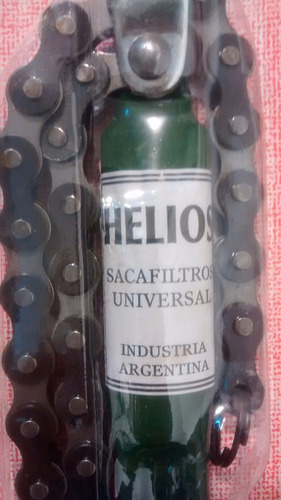 HELIOS
SACAFILTROS
UNIVERSAL
INDUSTRIA
ARGENTINA